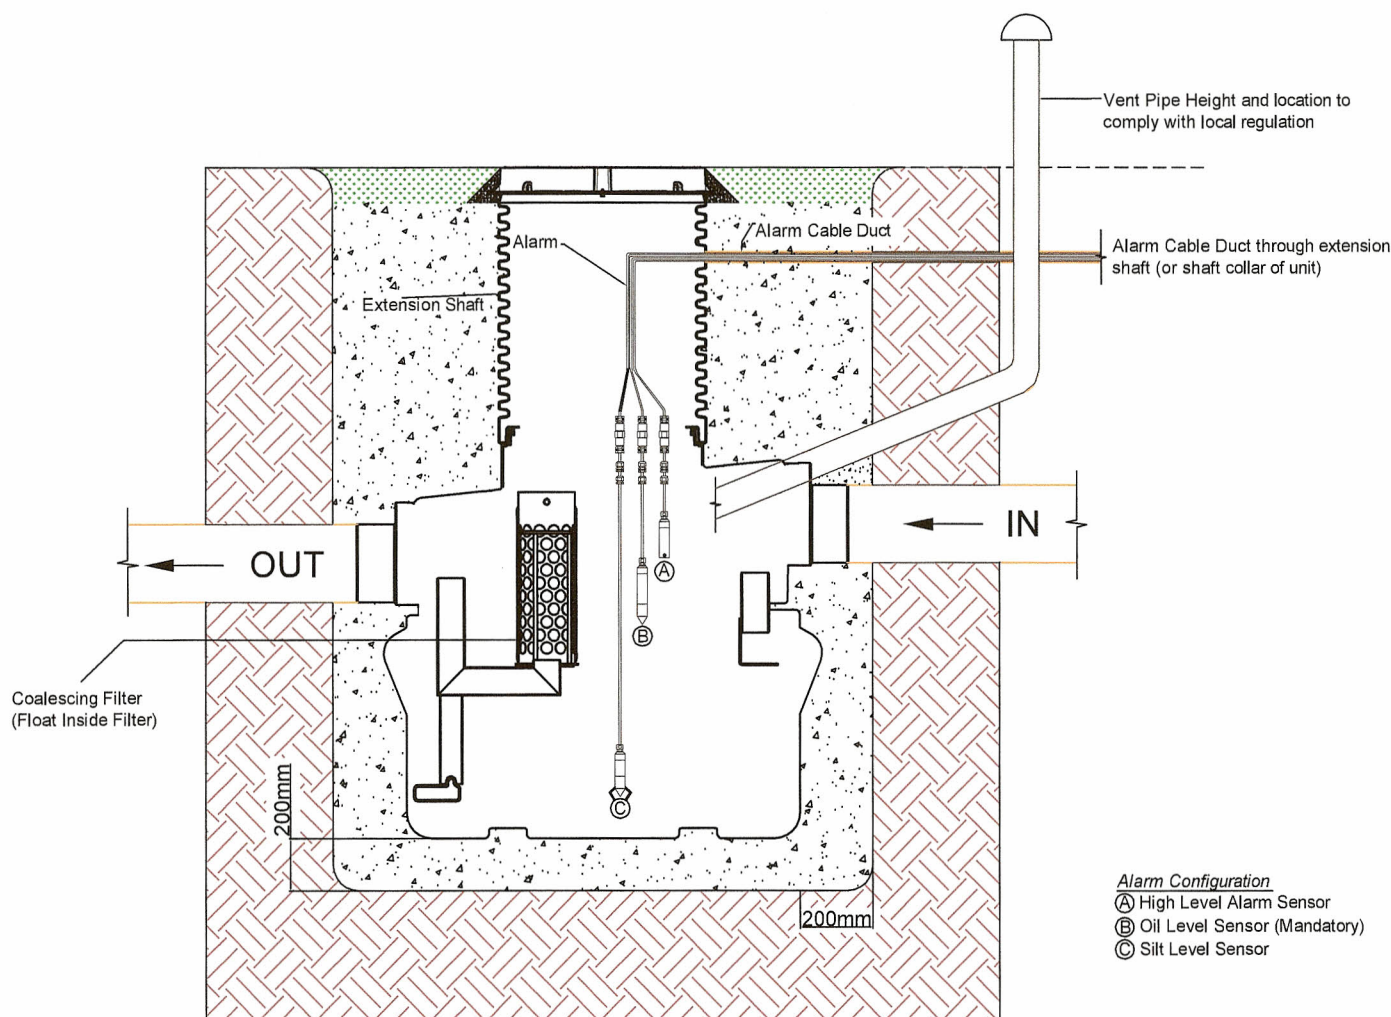 Vent Pipe Height and location to
comply with local regulation
Alarm
Alarm Cable Duct
Alarm Cable Duct through extension
shaft (or shaft collar of unit)
Extension Shaft
IN
OUT
A
B
Coalescing Filter
(Float Inside Filter)
C
200mm
200mm
Alarm Configuration
A High Level Alarm Sensor
B Oil Level Sensor (Mandatory)
C Silt Level Sensor